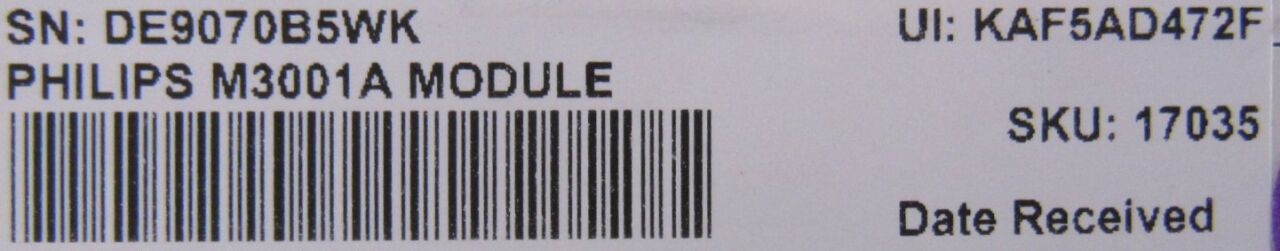 SN: DE9070B5WK
UI: KAF5AD472F
PHILIPS M3001A MODULE
SKU: 17035
Date Received